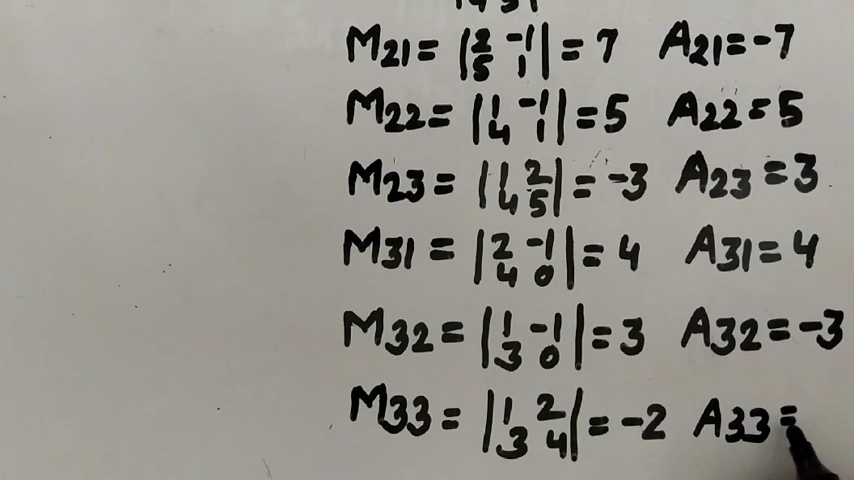 M21 = |2 -1 5 1| = 7 A21 = -7
M22 = |1 -1 4 1| = 5 A22 = 5
M23 = |1 2 4 5| = -3 A23 = 3
M31 = |2 -1 4 0| = 4 A31 = 4
M32 = |1 -1 3 0| = 3 A32 = -3
M33 = |1 2 3 4| = -2 A33 =